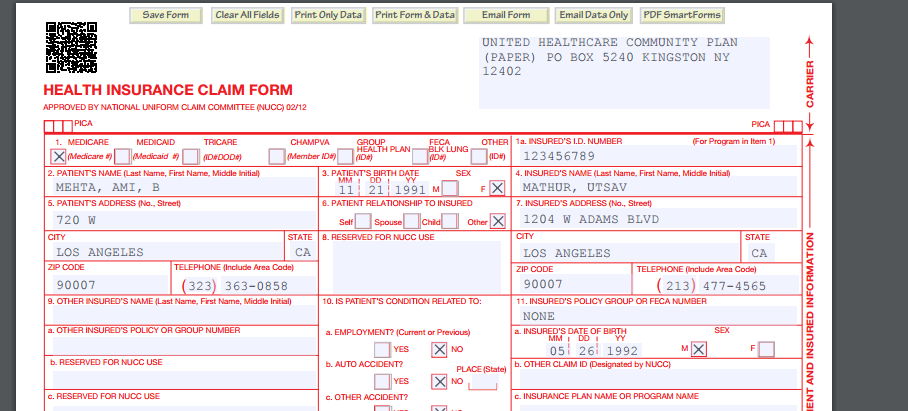 Save Form Clear All Fields Print Only Data Print Form & Data Email Form Email Data Only PDF SmartForms
UNITED HEALTHCARE COMMUNITY PLAN
(PAPER) PO BOX 5240 KINGSTON NY
12402
CARRIER
HEALTH INSURANCE CLAIM FORM
APPROVED BY NATIONAL UNIFORM CLAIM COMMITTEE (NUCC) 02/12
PICA PICA
1. MEDICARE MEDICAID TRICARE CHAMPVA GROUP HEALTH PLAN FECA BLK LUNG OTHER
(Medicare #) (Medicaid #) (ID#DOD#) (Member ID#) (ID#) (ID#) (ID#)
1a. INSURED'S I.D. NUMBER (For Program in Item 1)
123456789
2. PATIENT'S NAME (Last Name, First Name, Middle Initial)
MEHTA, AMI, B
3. PATIENT'S BIRTH DATE SEX
MM DD YY
11 21 1991 M F X
4. INSURED'S NAME (Last Name, First Name, Middle Initial)
MATHUR, UTSAV
5. PATIENT'S ADDRESS (No., Street)
720 W
6. PATIENT RELATIONSHIP TO INSURED
Self Spouse Child Other X
7. INSURED'S ADDRESS (No., Street)
1204 W ADAMS BLVD
CITY STATE
LOS ANGELES CA
8. RESERVED FOR NUCC USE
CITY STATE
LOS ANGELES CA
ZIP CODE TELEPHONE (Include Area Code)
90007 (323) 363-0858
ZIP CODE TELEPHONE (Include Area Code)
90007 (213) 477-4565
9. OTHER INSURED'S NAME (Last Name, First Name, Middle Initial)
10. IS PATIENT'S CONDITION RELATED TO:
11. INSURED'S POLICY GROUP OR FECA NUMBER
NONE
a. OTHER INSURED'S POLICY OR GROUP NUMBER
a. EMPLOYMENT? (Current or Previous)
YES X NO
a. INSURED'S DATE OF BIRTH SEX
MM DD YY
05 26 1992 M X F
b. RESERVED FOR NUCC USE
b. AUTO ACCIDENT? PLACE (State)
YES X NO
b. OTHER CLAIM ID (Designated by NUCC)
c. RESERVED FOR NUCC USE
c. OTHER ACCIDENT?
c. INSURANCE PLAN NAME OR PROGRAM NAME
ENT AND INSURED INFORMATION